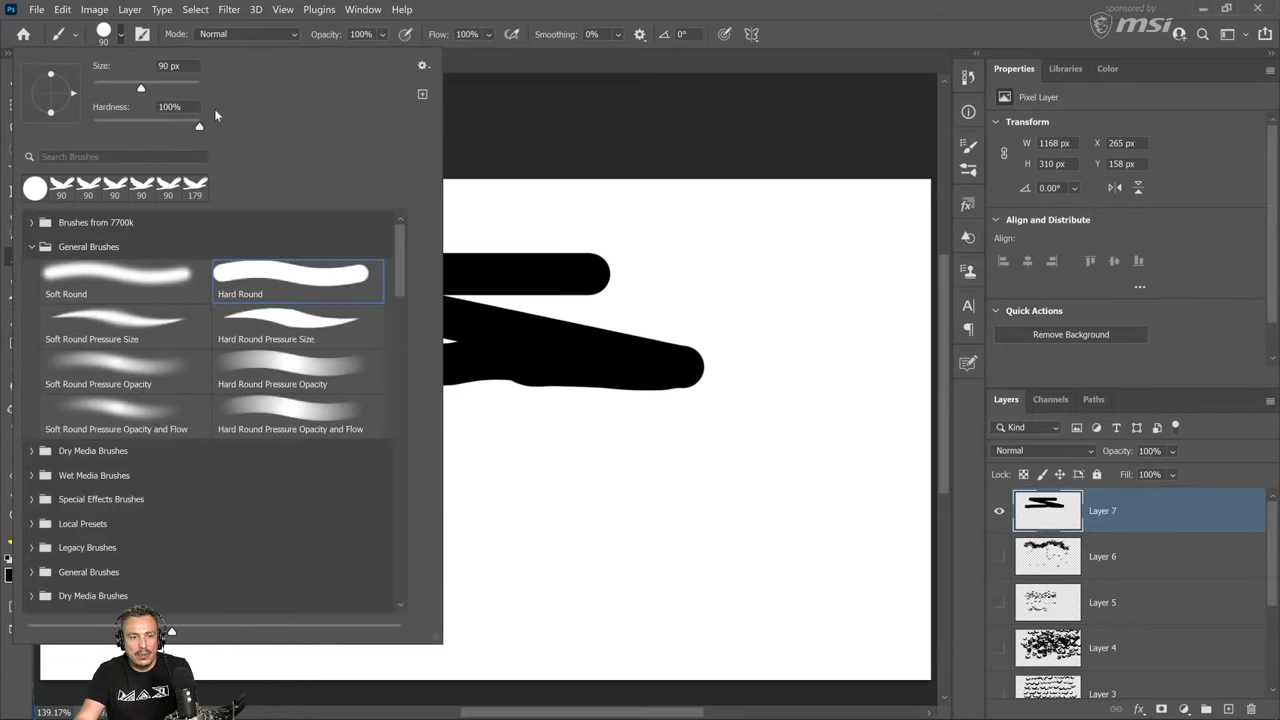 Ps File Edit Image Layer Type Select Filter 3D View Plugins Window Help
sponsored by
msi
90 Mode: Normal Opacity: 100% Flow: 100% Smoothing: 0% 0°
Size: 90 px
Hardness: 100%
Search Brushes
90 90 90 90 90 179
Brushes from 7700k
General Brushes
Soft Round Hard Round
Soft Round Pressure Size Hard Round Pressure Size
Soft Round Pressure Opacity Hard Round Pressure Opacity
Soft Round Pressure Opacity and Flow Hard Round Pressure Opacity and Flow
Dry Media Brushes
Wet Media Brushes
Special Effects Brushes
Local Presets
Legacy Brushes
General Brushes
Dry Media Brushes
139.17%
Properties Libraries Color
Pixel Layer
Transform
W 1168 px X 265 px
H 310 px Y 158 px
0.00°
Align and Distribute
Align:
Quick Actions
Remove Background
Layers Channels Paths
Kind
Normal Opacity: 100%
Lock: Fill: 100%
Layer 7
Layer 6
Layer 5
Layer 4
Layer 3